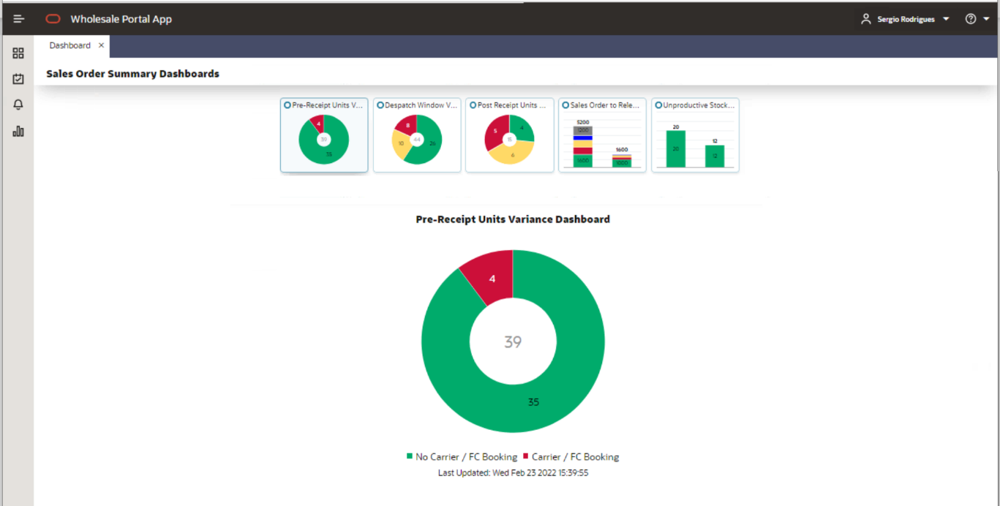 Wholesale Portal App
Sergio Rodrigues
Dashboard ×
Sales Order Summary Dashboards
Pre-Receipt Units V...
4
39
35
Despatch Window V...
8
10
44
26
Post Receipt Units ...
5
4
15
6
Sales Order to Rele...
5200
1200
1600
1600
1000
Unproductive Stock...
20
20
12
12
Pre-Receipt Units Variance Dashboard
4
39
35
No Carrier / FC Booking Carrier / FC Booking
Last Updated: Wed Feb 23 2022 15:39:55